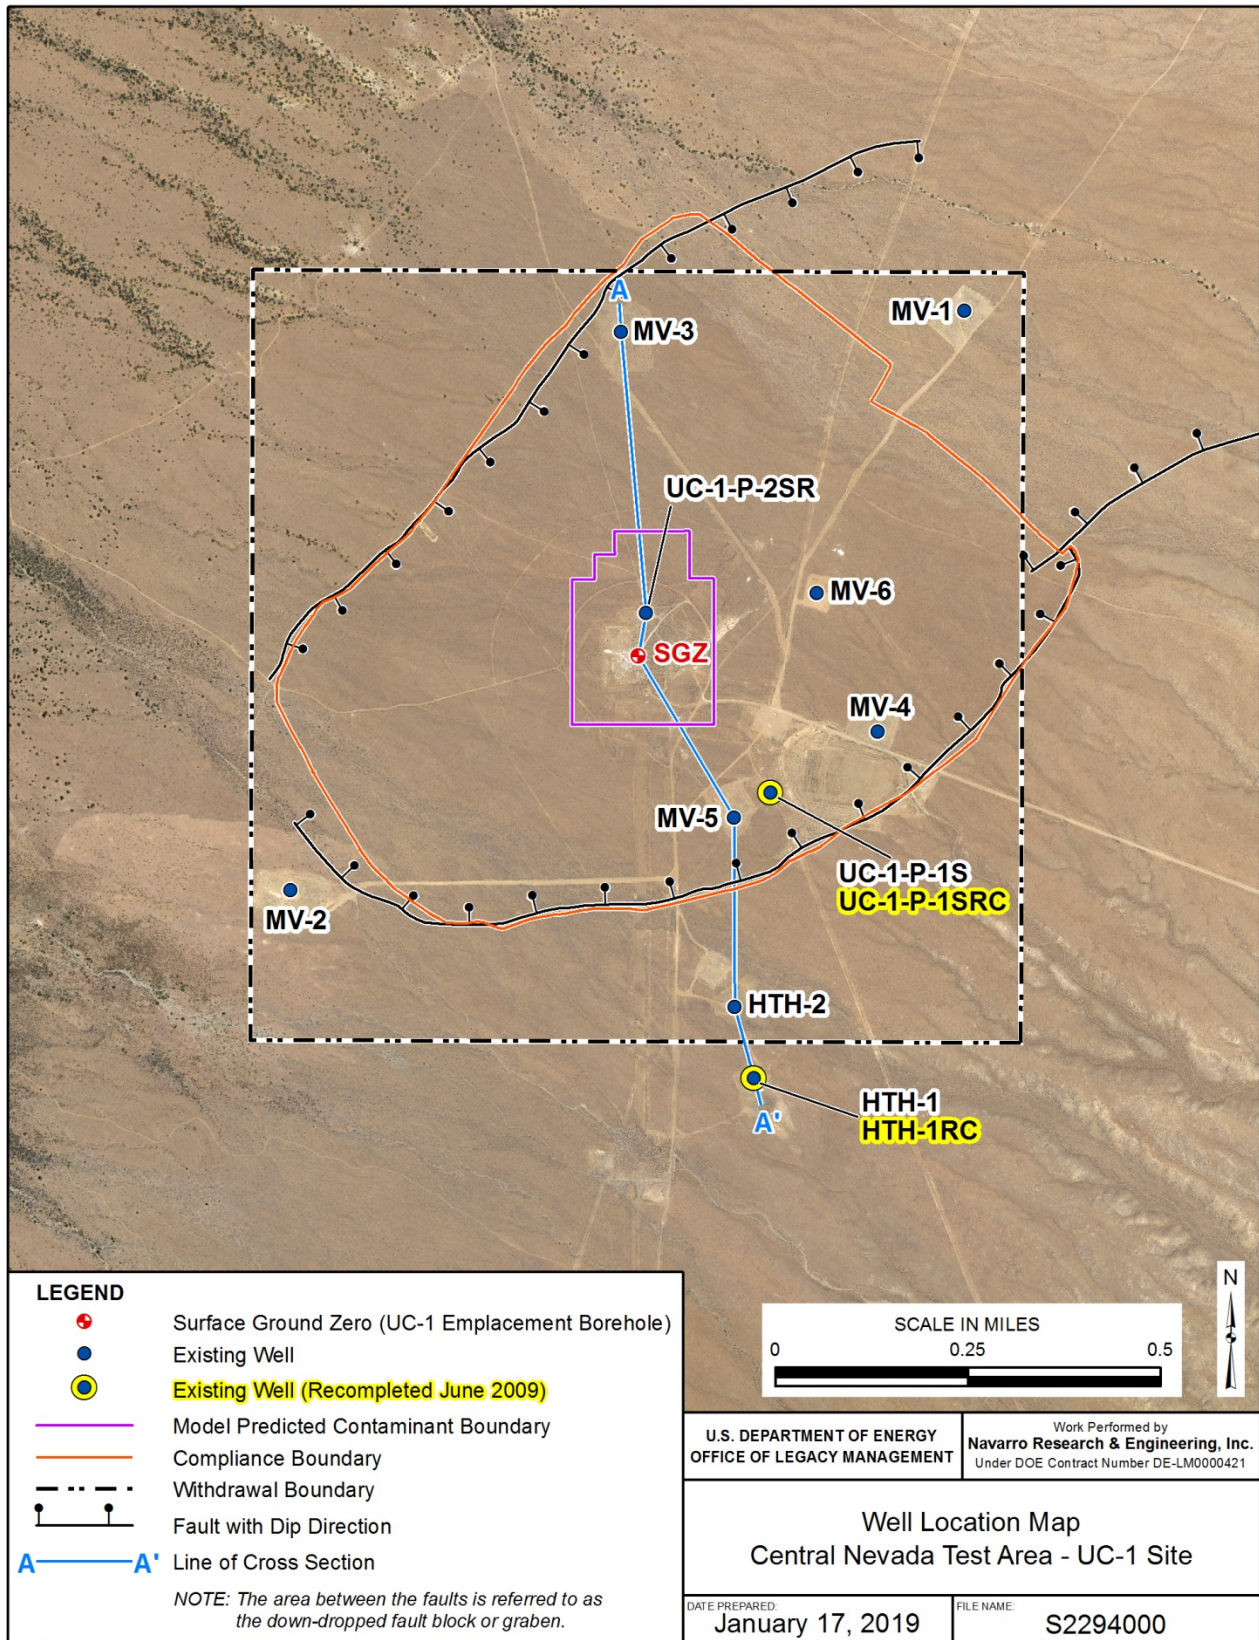 A
MV-3
MV-1
UC-1-P-2SR
MV-6
SGZ
MV-4
MV-5
UC-1-P-1S
UC-1-P-1SRC
MV-2
HTH-2
HTH-1
HTH-1RC
A'
N
LEGEND
Surface Ground Zero (UC-1 Emplacement Borehole)
Existing Well
Existing Well (Recompleted June 2009)
Model Predicted Contaminant Boundary
Compliance Boundary
Withdrawal Boundary
Fault with Dip Direction
A A' Line of Cross Section
NOTE: The area between the faults is referred to as
the down-dropped fault block or graben.
SCALE IN MILES
0 0.25 0.5
U.S. DEPARTMENT OF ENERGY
OFFICE OF LEGACY MANAGEMENT
Work Performed by
Navarro Research & Engineering, Inc.
Under DOE Contract Number DE-LM0000421
Well Location Map
Central Nevada Test Area - UC-1 Site
DATE PREPARED:
January 17, 2019
FILE NAME:
S2294000